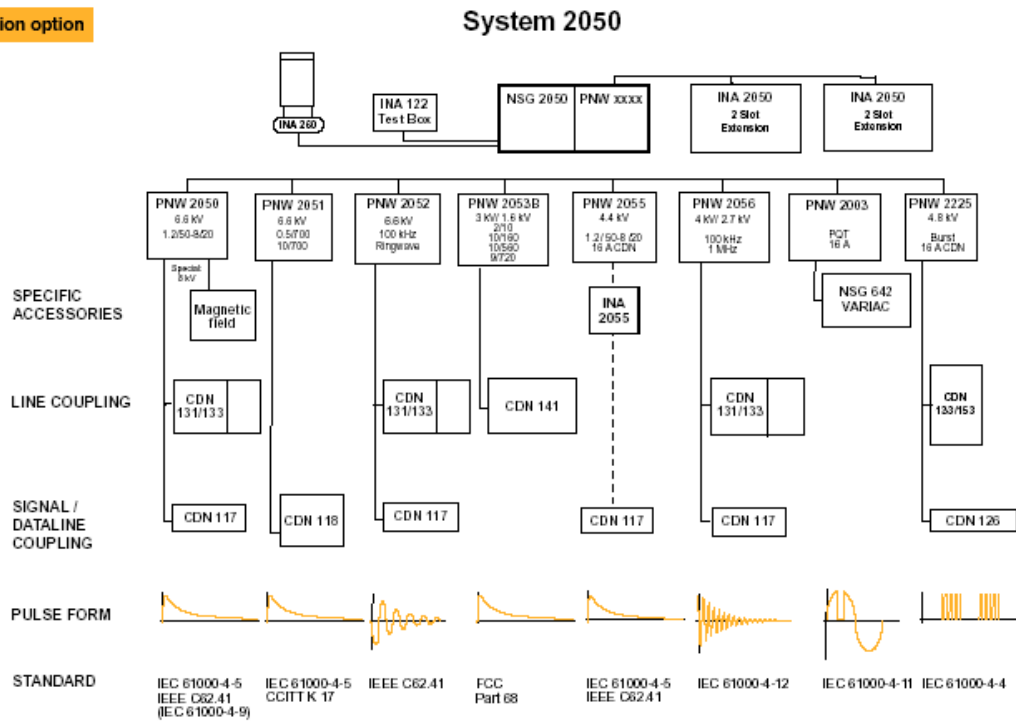 ion option
System 2050
INA 260
INA 122
Test Box
NSG 2050
PNW xxxx
INA 2050
2 Slot
Extension
INA 2050
2 Slot
Extension
PNW 2050
6.6 kV
1.2/50-8/20
PNW 2051
6.6 kV
0.5/700
10/700
PNW 2052
6.6 kV
100 kHz
Ringwave
PNW 2053B
3 kV/ 1.6 kV
2/10
10/160
10/560
9/720
PNW 2055
4.4 kV
1.2/ 50-8 /20
16 A CDN
PNW 2056
4 kV/ 2.7 kV
100 kHz
1 MHz
PNW 2003
PQT
16 A
PNW 2225
4.8 kV
Burst
16 A CDN
SPECIFIC
ACCESSORIES
Special:
8 kV
Magnetic
field
INA
2055
NSG 642
VARIAC
LINE COUPLING
CDN
131/133
CDN
131/133
CDN 141
CDN
131/133
CDN
133/153
SIGNAL /
DATALINE
COUPLING
CDN 117
CDN 118
CDN 117
CDN 117
CDN 117
CDN 126
PULSE FORM
STANDARD
IEC 61000-4-5
IEEE C62.41
(IEC 61000-4-9)
IEC 61000-4-5
CCITT K 17
IEEE C62.41
FCC
Part 68
IEC 61000-4-5
IEEE C62.41
IEC 61000-4-12
IEC 61000-4-11
IEC 61000-4-4